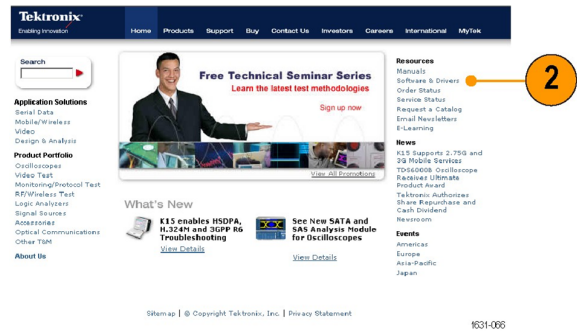 Tektronix
Enabling Innovation
Home Products Support Buy Contact Us Investors Careers International MyTek
Search
Application Solutions
Serial Data
Mobile/Wireless
Video
Design & Analysis
Product Portfolio
Oscilloscopes
Video Test
Monitoring/Protocol Test
RF/Wireless Test
Logic Analyzers
Signal Sources
Accessories
Optical Communications
Other T&M
About Us
Free Technical Seminar Series
Learn the latest test methodologies
Sign up now
View All Promotions
What's New
K15 enables HSDPA,
H.324M and 3GPP R6
Troubleshooting
View Details
See New SATA and
SAS Analysis Module
for Oscilloscopes
View Details
Resources
Manuals
Software & Drivers
Order Status
Service Status
Request a Catalog
Email Newsletters
E-Learning
News
K15 Supports 2.75G and
3G Mobile Services
TDS6000B Oscilloscope
Receives Ultimate
Product Award
Tektronix Authorizes
Share Repurchase and
Cash Dividend
Newsroom
Events
Americas
Europe
Asia-Pacific
Japan
2
Sitemap | © Copyright Tektronix, Inc. | Privacy Statement
1631-066